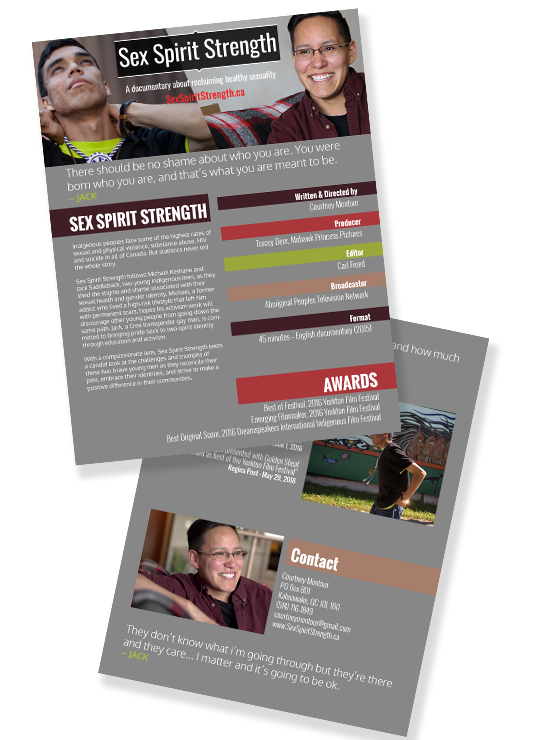 Sex Spirit Strength
A documentary about reclaiming healthy sexuality
SexSpiritStrength.ca
There should be no shame about who you are. You were
born who you are, and that's what you are meant to be.
– JACK
SEX SPIRIT STRENGTH
Indigenous peoples face some of the highest rates of
sexual and physical violence, substance abuse, HIV
and suicide in all of Canada. But statistics never tell
the whole story.
Sex Spirit Strength follows Michael Keshane and
Jack Saddleback, two young Indigenous men, as they
shed the stigma and shame associated with their
sexual health and gender identity. Michael, a former
addict who lived a high-risk lifestyle that left him
with permanent scars, hopes his activism work will
discourage other young people from going down the
same path. Jack, a Cree transgender gay man, is com
mitted to bringing pride back to two-spirit identity
through education and activism.
With a compassionate lens, Sex Spirit Strength takes
a candid look at the challenges and triumphs of
these two brave young men as they reconcile their
past, embrace their identities, and strive to make a
positive difference in their communities.
Written & Directed by
Courtney Montour
Producer
Tracey Deer, Mohawk Princess Pictures
Editor
Carl Freed
Broadcaster
Aboriginal Peoples Television Network
Format
45 minutes - English documentary (2015)
AWARDS
Best of Festival, 2016 Yorkton Film Festival
Emerging Filmmaker, 2016 Yorkton Film Festival
Best Original Score, 2016 Dreamspeakers International Indigenous Film Festival
and how much
1, 2016
was presented with Golden Sheaf
as Best of the Yorkton Film Festival"
Regina Post - May 29, 2016
Contact
Courtney Montour
PO Box 801
Kahnawake, QC J0L 1B0
(514) 716-1849
courtneymontour@gmail.com
www.SexSpiritStrength.ca
They don't know what i'm going through but they're there
and they care... I matter and it's going to be ok.
– JACK